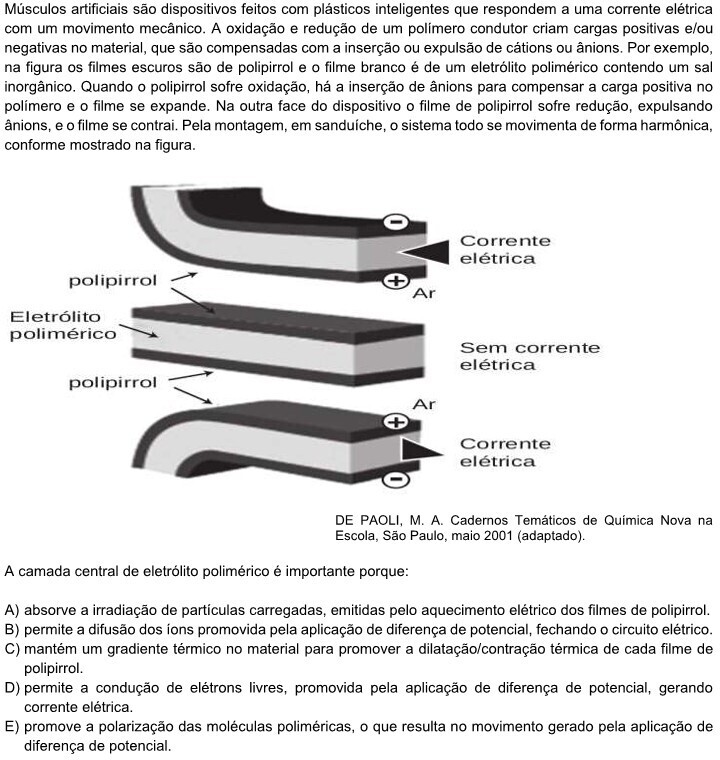 Músculos artificiais são dispositivos feitos com plásticos inteligentes que respondem a uma corrente elétrica
com um movimento mecânico. A oxidação e redução de um polímero condutor criam cargas positivas e/ou
negativas no material, que são compensadas com a inserção ou expulsão de cátions ou ânions. Por exemplo,
na figura os filmes escuros são de polipirrol e o filme branco é de um eletrólito polimérico contendo um sal
inorgânico. Quando o polipirrol sofre oxidação, há a inserção de ânions para compensar a carga positiva no
polímero e o filme se expande. Na outra face do dispositivo o filme de polipirrol sofre redução, expulsando
ânions, e o filme se contrai. Pela montagem, em sanduíche, o sistema todo se movimenta de forma harmônica,
conforme mostrado na figura.
−
Corrente
elétrica
+
Ar
polipirrol
Eletrólito
polimérico
Sem corrente
elétrica
polipirrol
Ar
+
Corrente
elétrica
−
DE PAOLI, M. A. Cadernos Temáticos de Química Nova na
Escola, São Paulo, maio 2001 (adaptado).
A camada central de eletrólito polimérico é importante porque:
A) absorve a irradiação de partículas carregadas, emitidas pelo aquecimento elétrico dos filmes de polipirrol.
B) permite a difusão dos íons promovida pela aplicação de diferença de potencial, fechando o circuito elétrico.
C) mantém um gradiente térmico no material para promover a dilatação/contração térmica de cada filme de
polipirrol.
D) permite a condução de elétrons livres, promovida pela aplicação de diferença de potencial, gerando
corrente elétrica.
E) promove a polarização das moléculas poliméricas, o que resulta no movimento gerado pela aplicação de
diferença de potencial.